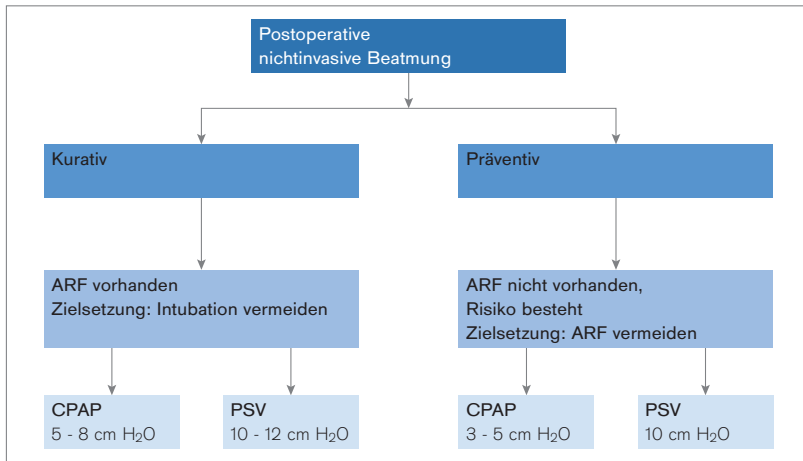 Postoperative
nichtinvasive Beatmung
Kurativ
Präventiv
ARF vorhanden
Zielsetzung: Intubation vermeiden
ARF nicht vorhanden,
Risiko besteht
Zielsetzung: ARF vermeiden
CPAP
5 - 8 cm H₂O
PSV
10 - 12 cm H₂O
CPAP
3 - 5 cm H₂O
PSV
10 cm H₂O